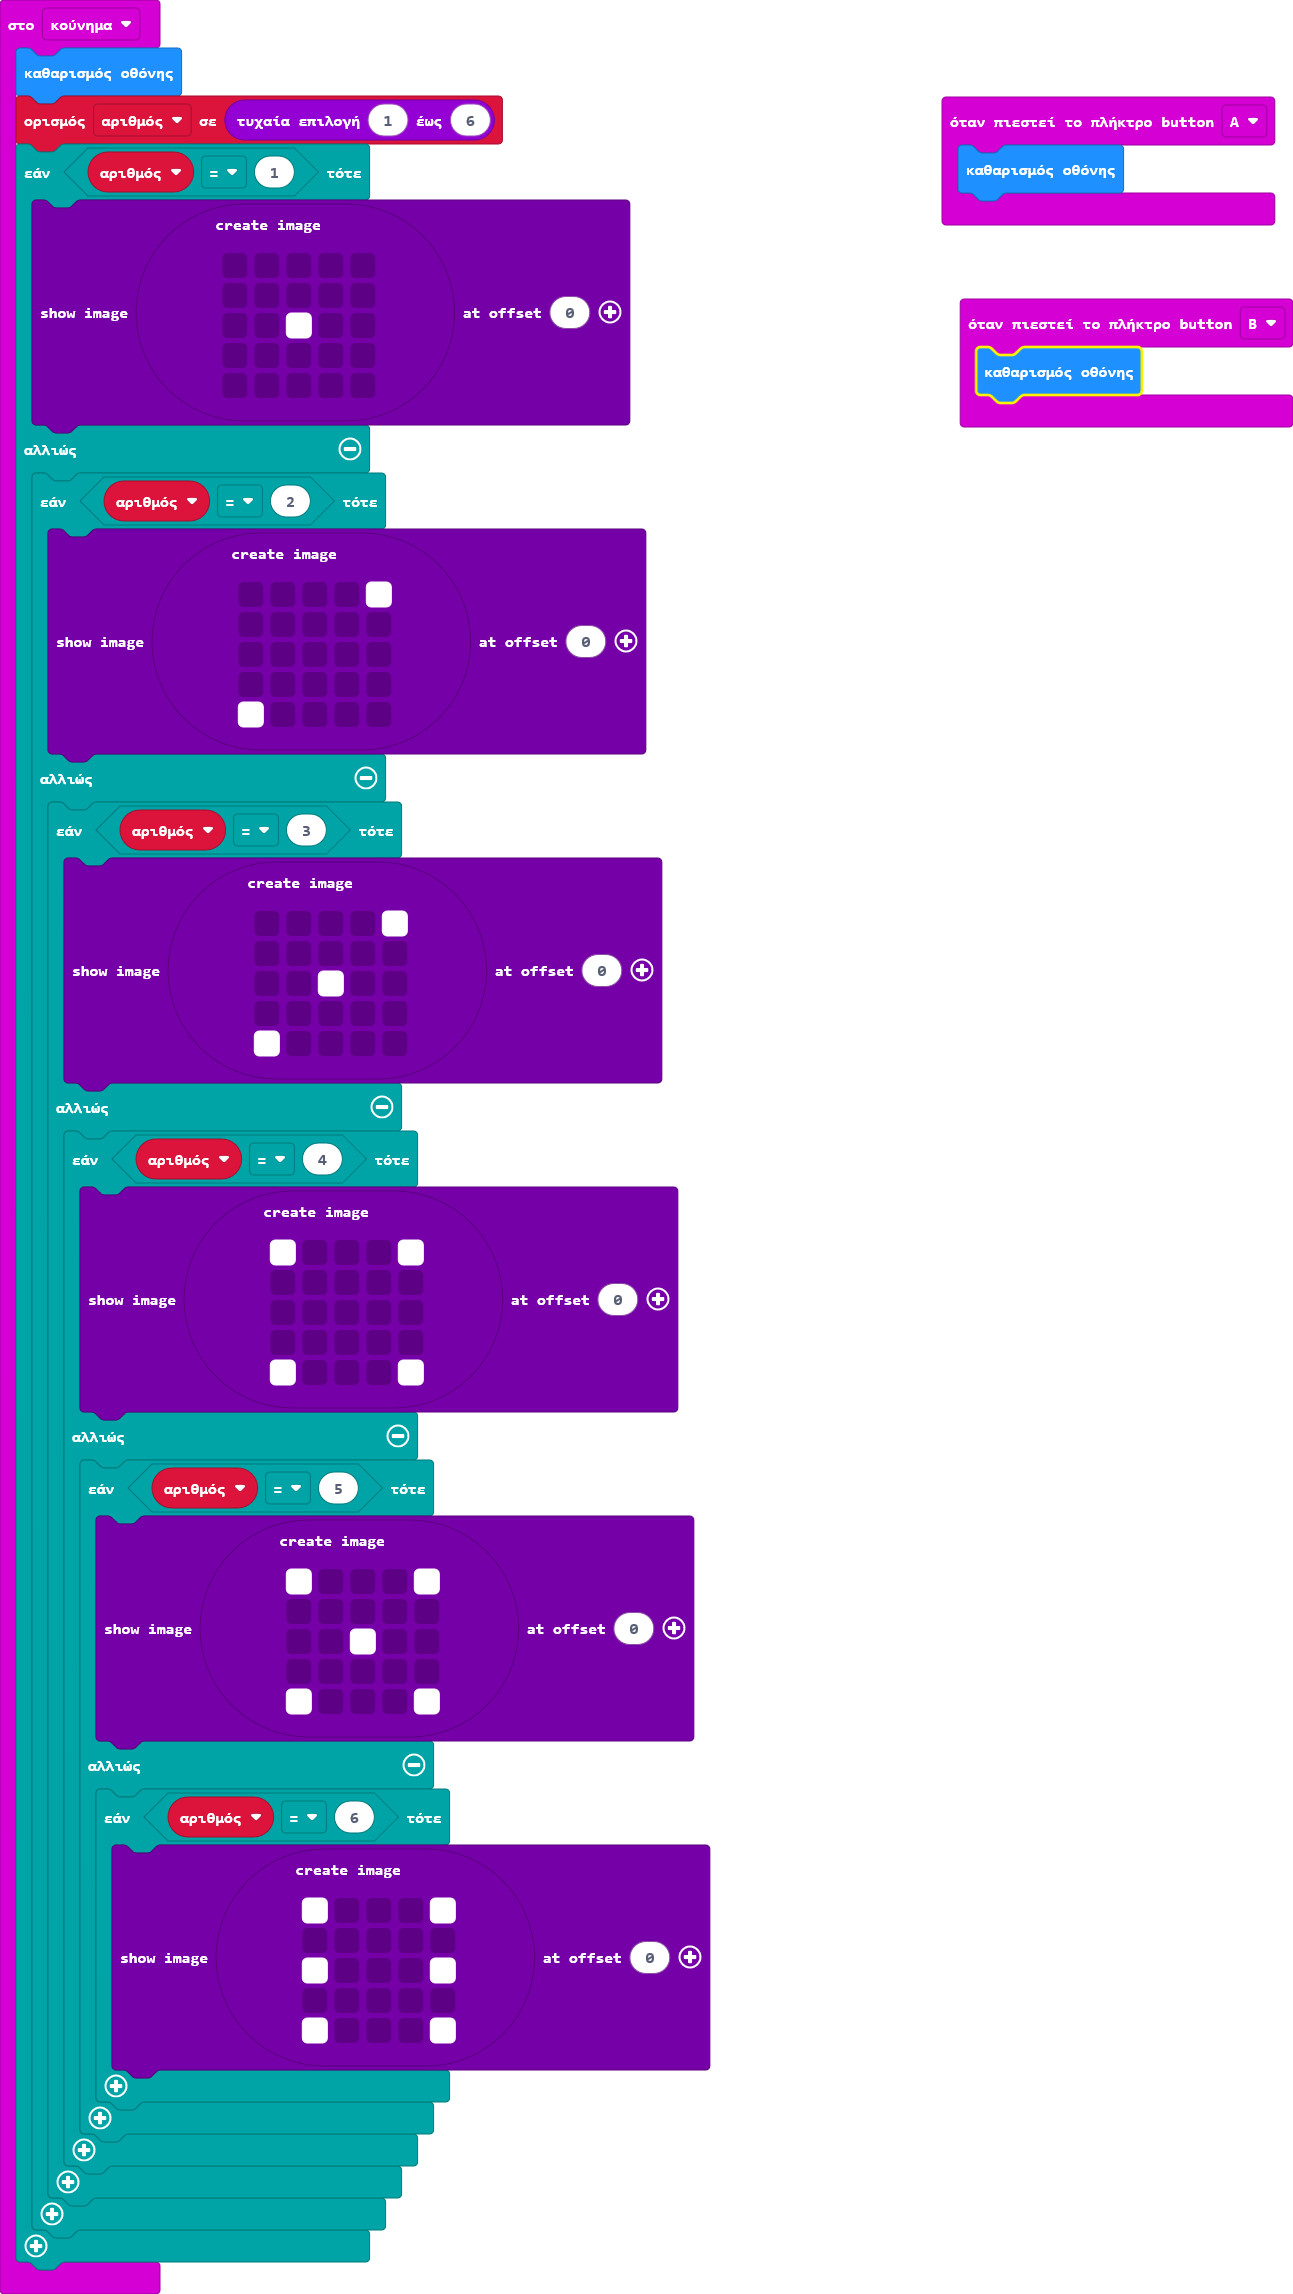 στο κούνημα
καθαρισμός οθόνης
ορισμός αριθμός σε τυχαία επιλογή 1 έως 6
εάν αριθμός = 1 τότε
create image
show image at offset 0
αλλιώς
εάν αριθμός = 2 τότε
create image
show image at offset 0
αλλιώς
εάν αριθμός = 3 τότε
create image
show image at offset 0
αλλιώς
εάν αριθμός = 4 τότε
create image
show image at offset 0
αλλιώς
εάν αριθμός = 5 τότε
create image
show image at offset 0
αλλιώς
εάν αριθμός = 6 τότε
create image
show image at offset 0
όταν πιεστεί το πλήκτρο button A
καθαρισμός οθόνης
όταν πιεστεί το πλήκτρο button B
καθαρισμός οθόνης